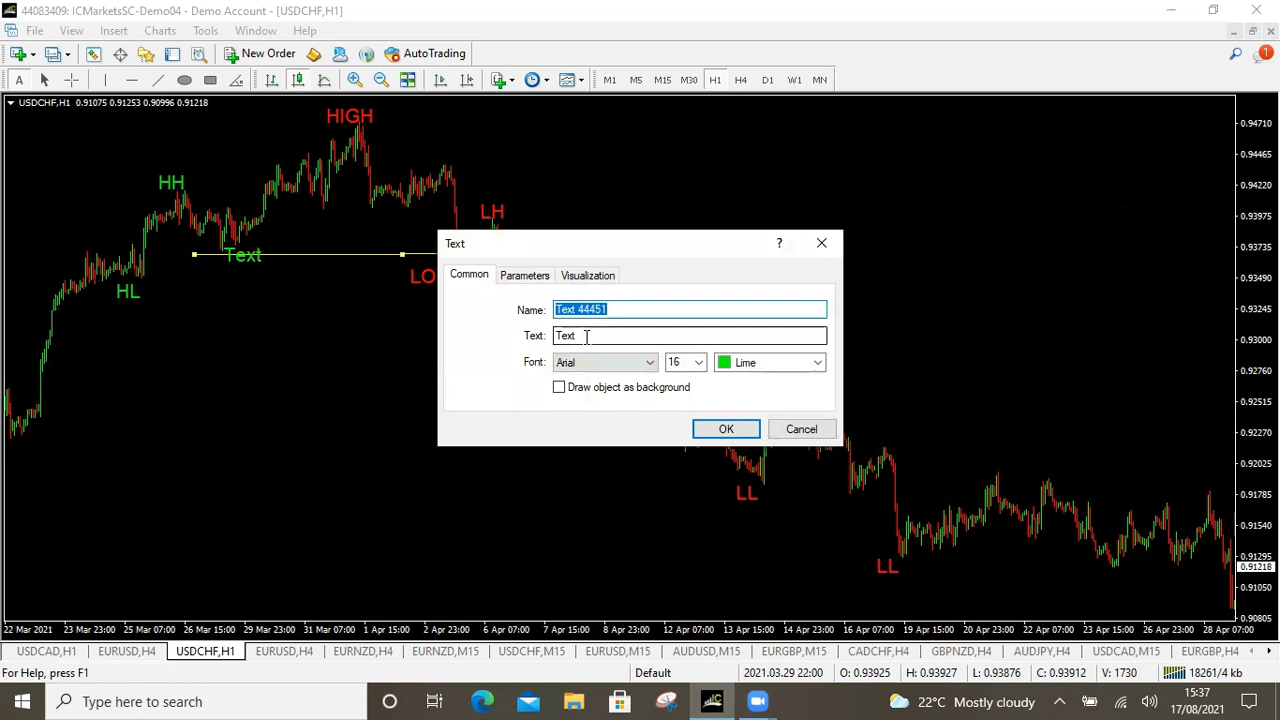 44083409: ICMarketsSC-Demo04 - Demo Account - [USDCHF,H1]
File View Insert Charts Tools Window Help
New Order AutoTrading 1
A M1 M5 M15 M30 H1 H4 D1 W1 MN
USDCHF,H1 0.91075 0.91253 0.90996 0.91218
HIGH
0.94710
0.94465
HH
0.94220
LH
0.93975
Text
0.93735
Text
HL
LO
0.93490
Common Parameters Visualization
Name: Text 44451
Text: Text
Font: Arial 16 Lime
Draw object as background
OK Cancel
0.93245
0.93000
0.92760
0.92515
0.92270
0.92025
LL
0.91785
0.91540
0.91295
LL
0.91218
0.91050
0.90805
22 Mar 2021 23 Mar 23:00 25 Mar 07:00 26 Mar 15:00 29 Mar 23:00 31 Mar 07:00 1 Apr 15:00 2 Apr 23:00 6 Apr 07:00 7 Apr 15:00 8 Apr 23:00 12 Apr 07:00 13 Apr 15:00 14 Apr 23:00 16 Apr 07:00 19 Apr 15:00 20 Apr 23:00 22 Apr 07:00 23 Apr 15:00 26 Apr 23:00 28 Apr 07:00
USDCAD,H1 EURUSD,H4 USDCHF,H1 EURUSD,H4 EURNZD,H4 EURNZD,M15 USDCHF,M15 EURUSD,M15 AUDUSD,M15 EURGBP,M15 CADCHF,H4 GBPNZD,H4 AUDJPY,H4 USDCAD,M15 EURGBP,H4
For Help, press F1 Default 2021.03.29 22:00 O: 0.93925 H: 0.93927 L: 0.93876 C: 0.93912 V: 1730 18261/4 kb
Type here to search 22°C Mostly cloudy 15:37
17/08/2021